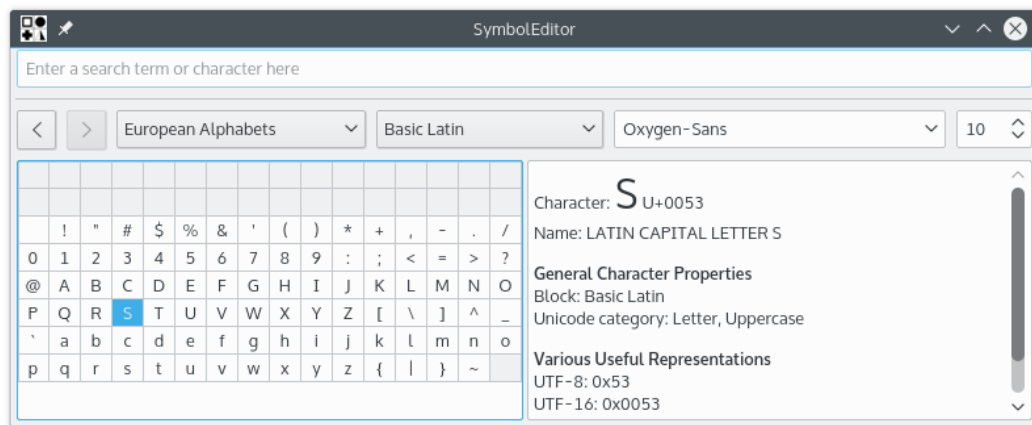 SymbolEditor
Enter a search term or character here
European Alphabets Basic Latin Oxygen-Sans 10
! " # $ % & ' ( ) * + , - . /
0 1 2 3 4 5 6 7 8 9 : ; < = > ?
@ A B C D E F G H I J K L M N O
P Q R S T U V W X Y Z [ \ ] ^ _
` a b c d e f g h i j k l m n o
p q r s t u v w x y z { | } ~
Character: S U+0053
Name: LATIN CAPITAL LETTER S
General Character Properties
Block: Basic Latin
Unicode category: Letter, Uppercase
Various Useful Representations
UTF-8: 0x53
UTF-16: 0x0053